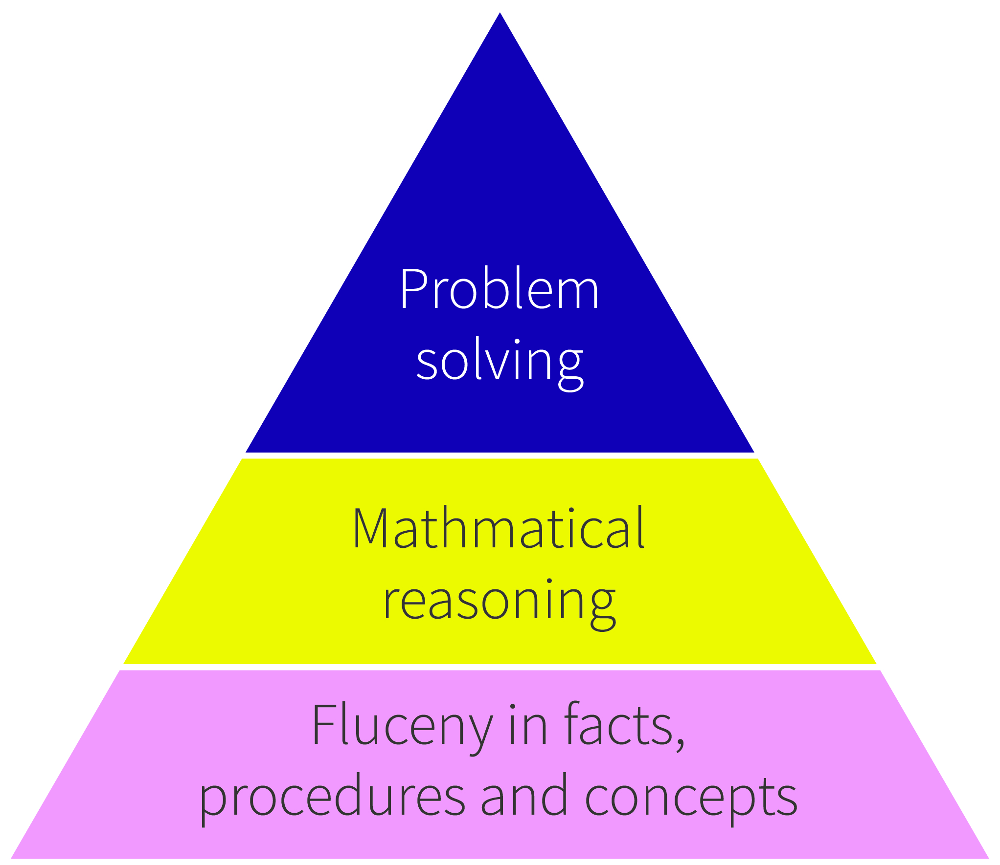 Problem
solving
Mathmatical
reasoning
Fluceny in facts,
procedures and concepts